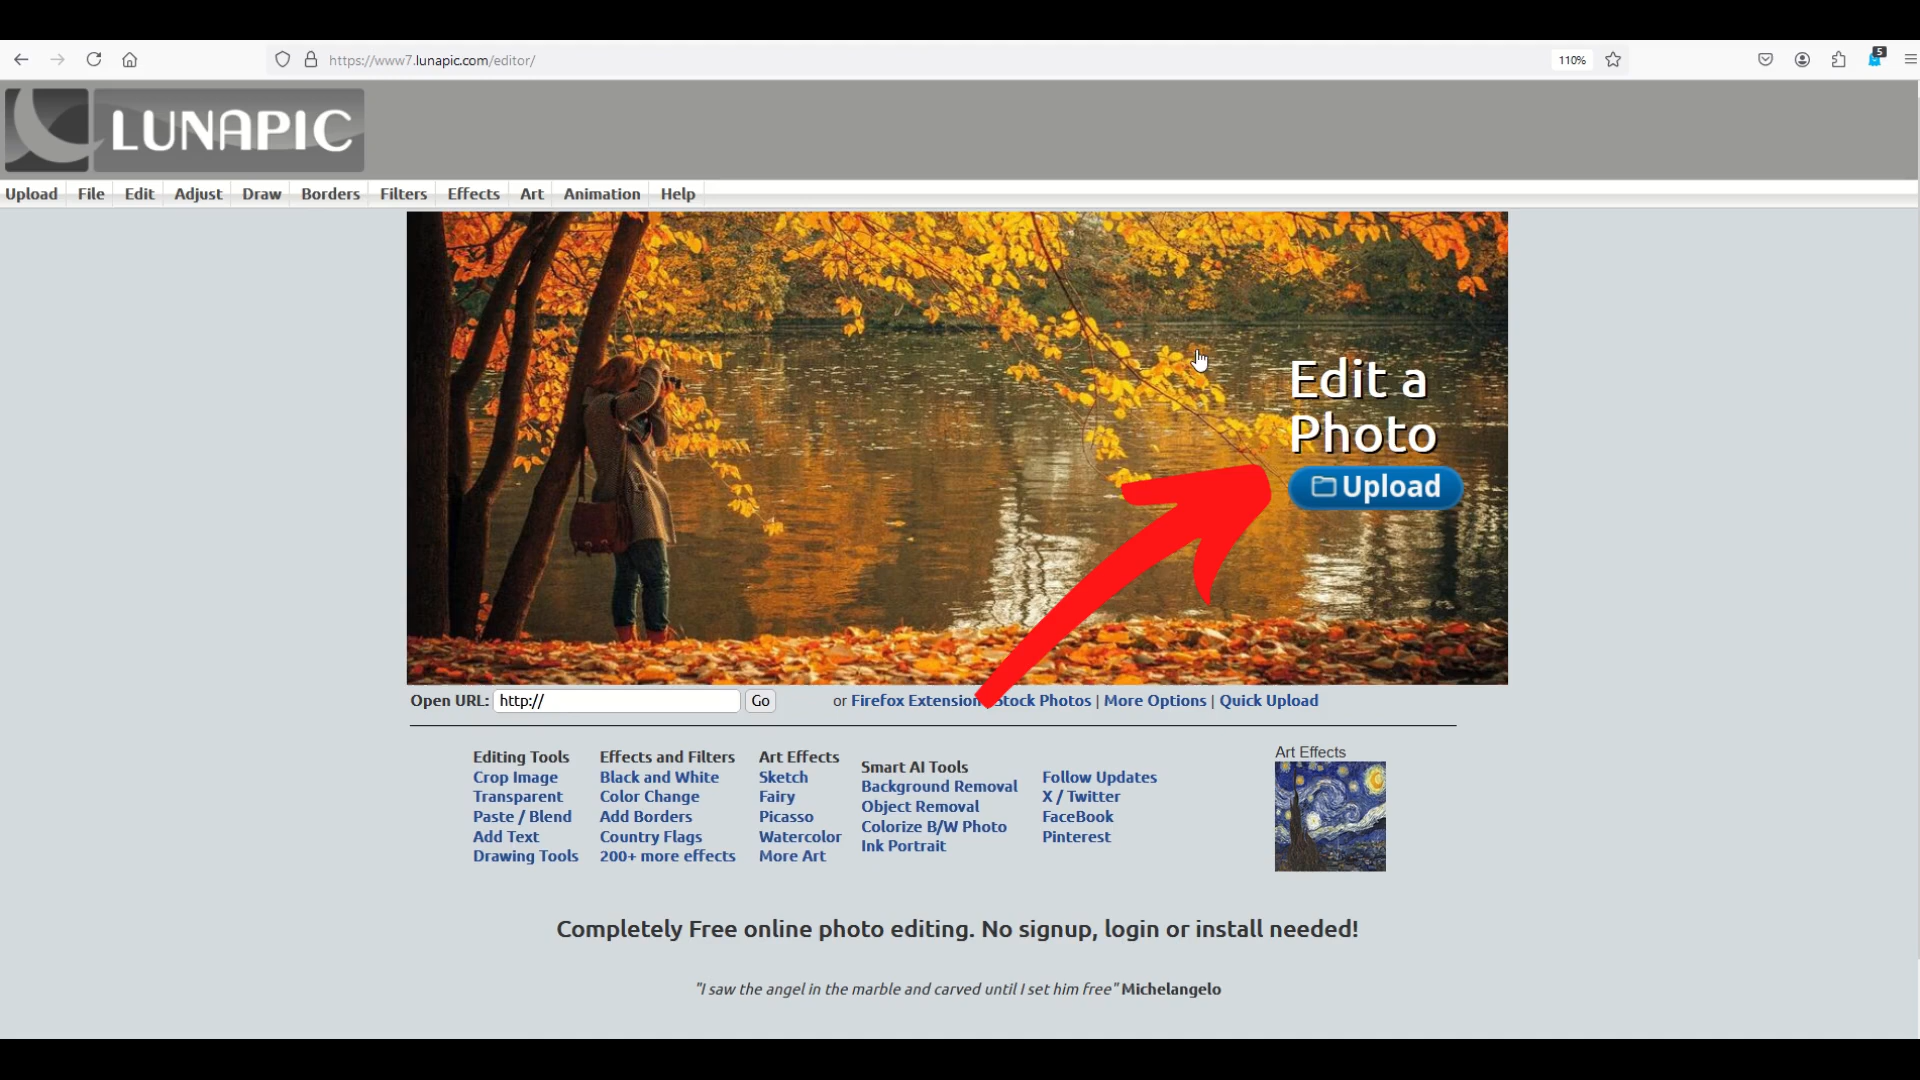 https://www7.lunapic.com/editor/
110%
5
LUNAPIC
Upload File Edit Adjust Draw Borders Filters Effects Art Animation Help
Edit a
Photo
Upload
Open URL: http:// Go or Firefox Extension Stock Photos | More Options | Quick Upload
Editing Tools
Crop Image
Transparent
Paste / Blend
Add Text
Drawing Tools
Effects and Filters
Black and White
Color Change
Add Borders
Country Flags
200+ more effects
Art Effects
Sketch
Fairy
Picasso
Watercolor
More Art
Smart AI Tools
Background Removal
Object Removal
Colorize B/W Photo
Ink Portrait
Follow Updates
X / Twitter
FaceBook
Pinterest
Art Effects
Completely Free online photo editing. No signup, login or install needed!
"I saw the angel in the marble and carved until I set him free" Michelangelo